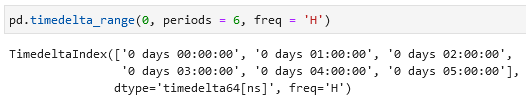 pd.timedelta_range(0, periods = 6, freq = 'H')
TimedeltaIndex(['0 days 00:00:00', '0 days 01:00:00', '0 days 02:00:00',
'0 days 03:00:00', '0 days 04:00:00', '0 days 05:00:00'],
dtype='timedelta64[ns]', freq='H')